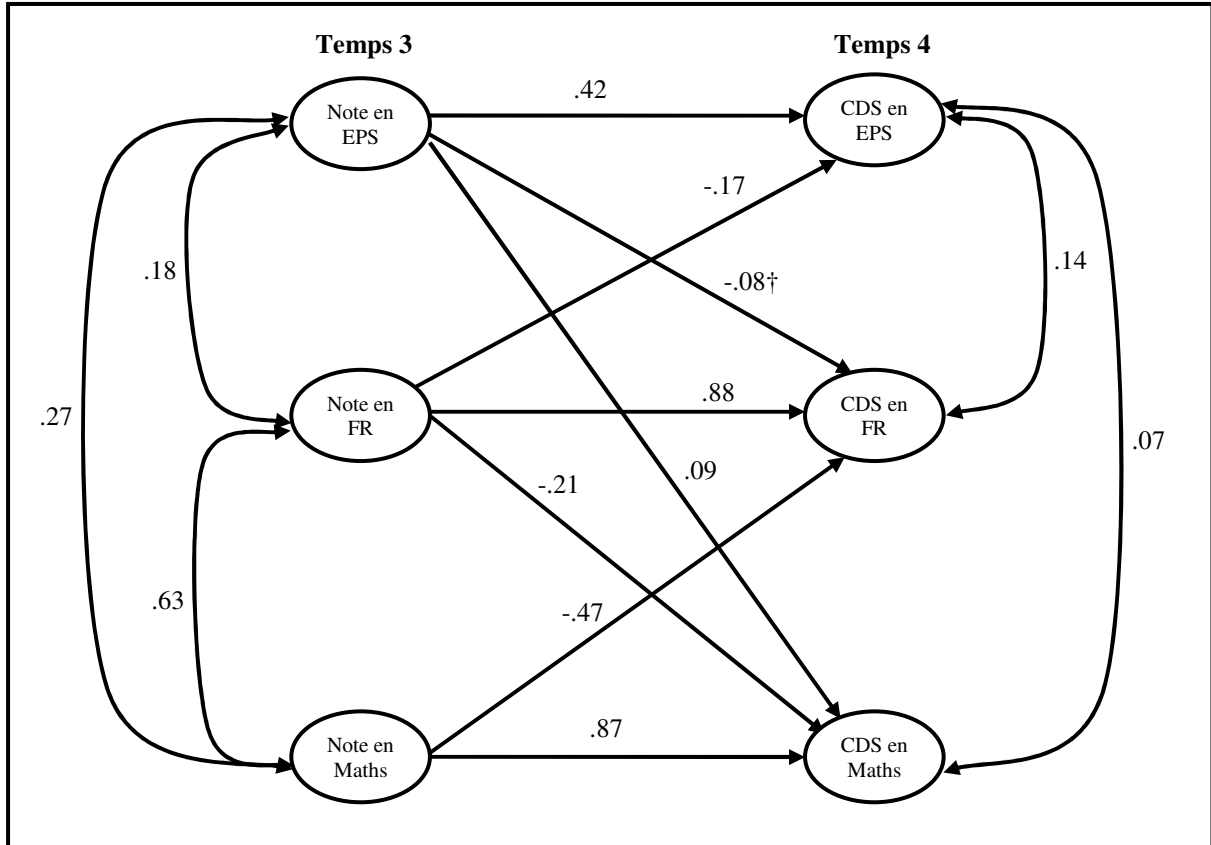 Temps 3
Temps 4
Note en
EPS
.42
CDS en
EPS
-.17
.18
-.08†
.14
.27
Note en
FR
.88
CDS en
FR
.07
-.21
.09
.63
-.47
Note en
Maths
.87
CDS en
Maths